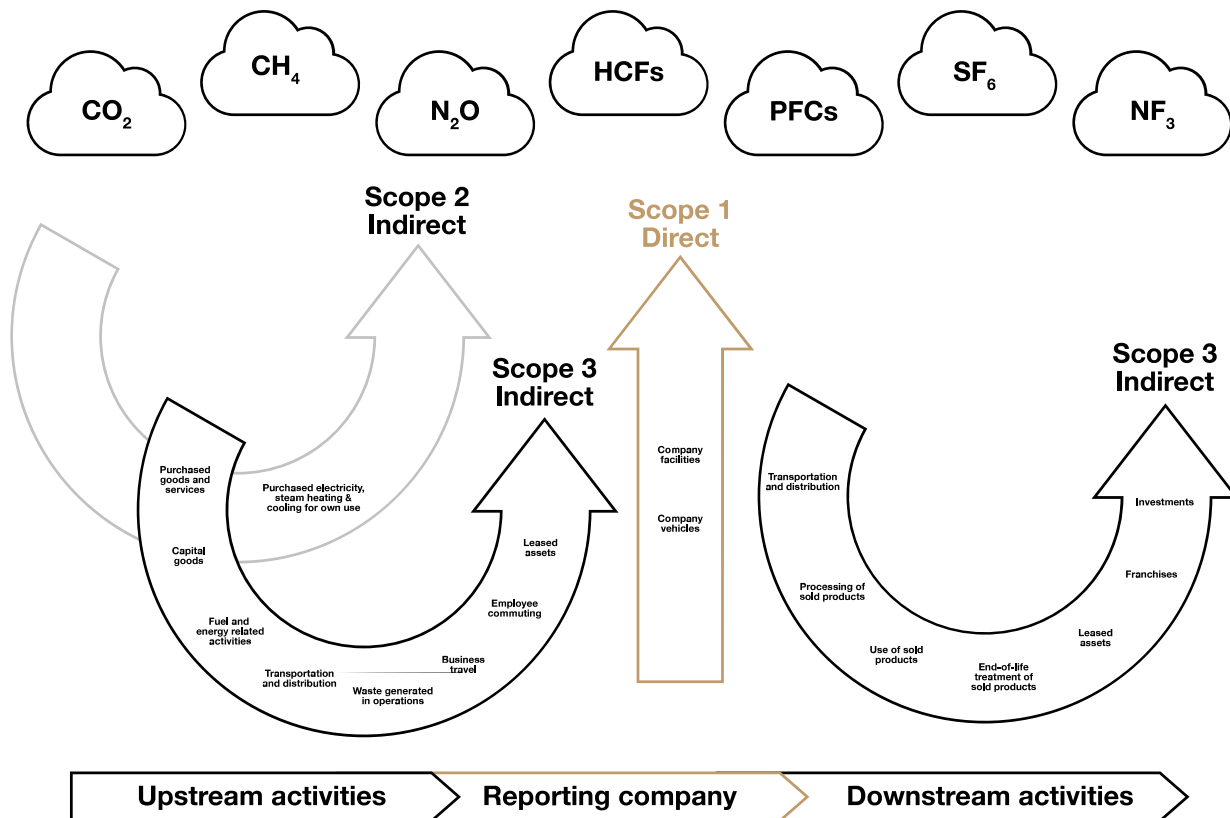 CO₂
CH₄
N₂O
HCFs
PFCs
SF₆
NF₃
Scope 2
Indirect
Scope 1
Direct
Scope 3
Indirect
Scope 3
Indirect
Purchased
goods and
services
Purchased electricity,
steam heating &
cooling for own use
Capital
goods
Fuel and
energy related
activities
Transportation
and distribution
Waste generated
in operations
Business
travel
Employee
commuting
Leased
assets
Company
facilities
Company
vehicles
Transportation
and distribution
Processing of
sold products
Use of sold
products
End-of-life
treatment of
sold products
Leased
assets
Franchises
Investments
Upstream activities
Reporting company
Downstream activities